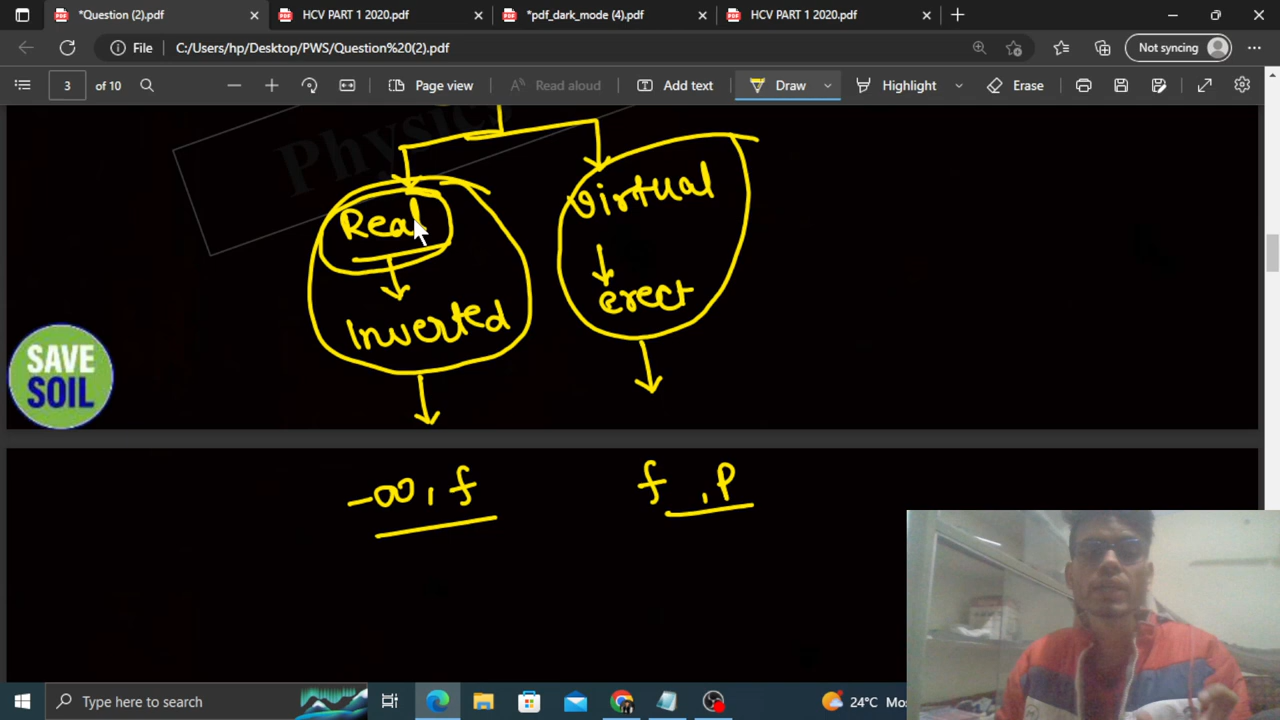 *Question (2).pdf
HCV PART 1 2020.pdf
*pdf_dark_mode (4).pdf
HCV PART 1 2020.pdf
File
C:/Users/hp/Desktop/PWS/Question%20(2).pdf
Not syncing
3 of 10
Page view
Read aloud
Add text
Draw
Highlight
Erase
Physics
Real
Virtual
Inverted
erect
SAVE
SOIL
-∞, f
f , P
Type here to search
24°C Mos